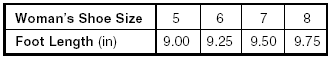 Woman's Shoe Size 5 6 7 8
Foot Length (in) 9.00 9.25 9.50 9.75